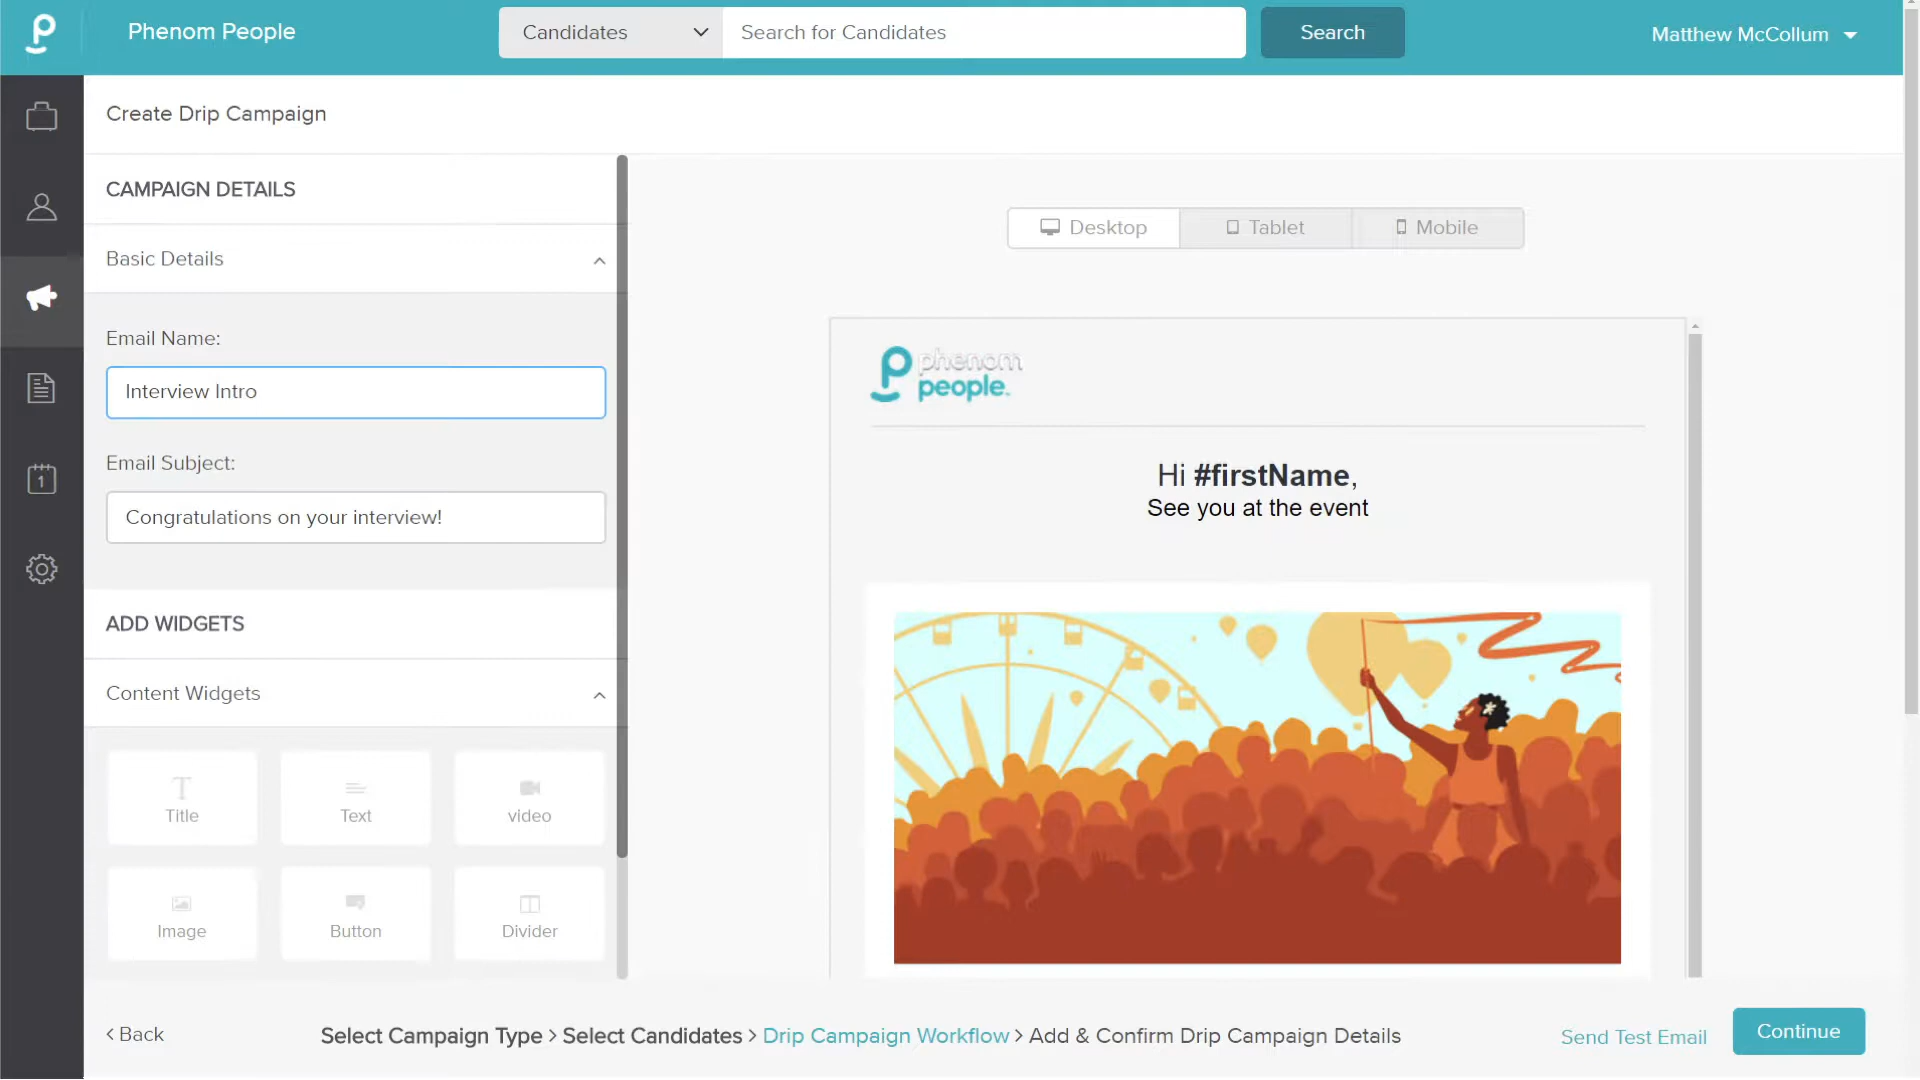 Phenom People
Candidates
Search for Candidates
Search
Matthew McCollum
Create Drip Campaign
CAMPAIGN DETAILS
Basic Details
Email Name:
Interview Intro
Email Subject:
Congratulations on your interview!
ADD WIDGETS
Content Widgets
Title
Text
video
Image
Button
Divider
Desktop
Tablet
Mobile
phenom
people
Hi #firstName,
See you at the event
1
< Back
Select Campaign Type > Select Candidates > Drip Campaign Workflow > Add & Confirm Drip Campaign Details
Send Test Email
Continue